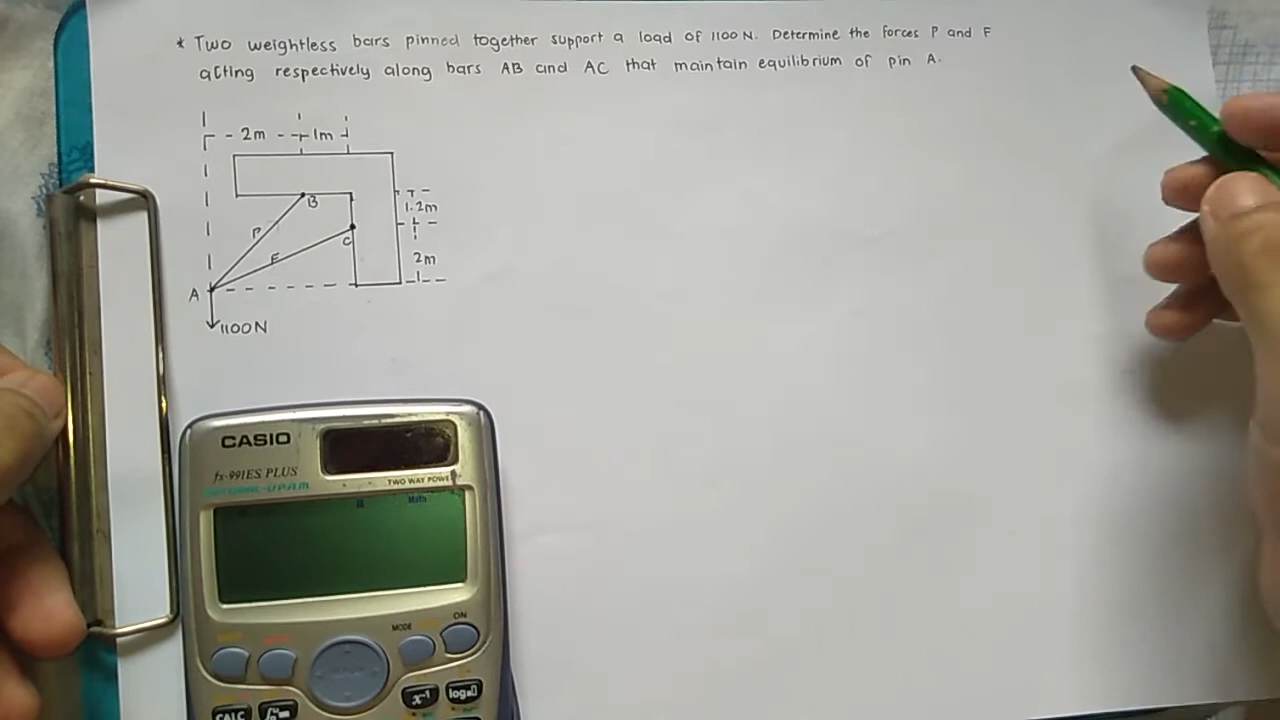 * Two weightless bars pinned together support a load of 1100 N. Determine the forces P and F
acting respectively along bars AB and AC that maintain equilibrium of pin A.
2m 1m
B
1.2m
P
C
F
2m
A
1100N
CASIO
fx-991ES PLUS
TWO WAY POWER
Math
MODE ON
x⁻¹ log
CALC